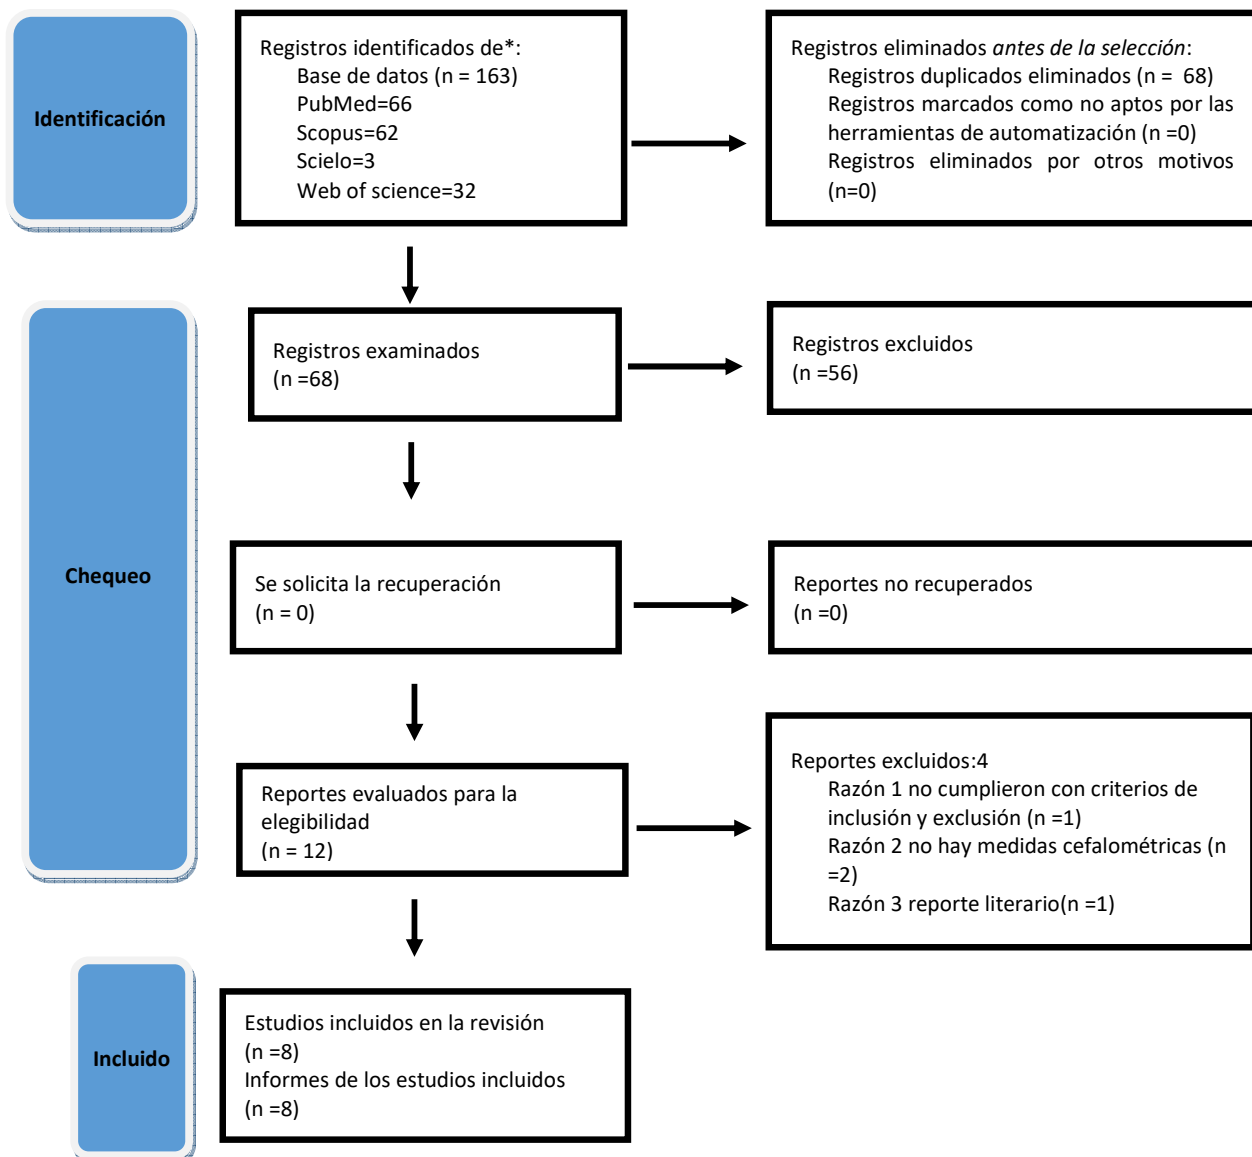 Identificación
Registros identificados de*:
Base de datos (n = 163)
PubMed=66
Scopus=62
Scielo=3
Web of science=32
Registros eliminados antes de la selección:
Registros duplicados eliminados (n = 68)
Registros marcados como no aptos por las
herramientas de automatización (n =0)
Registros eliminados por otros motivos
(n=0)
Chequeo
Registros examinados
(n =68)
Registros excluidos
(n =56)
Se solicita la recuperación
(n = 0)
Reportes no recuperados
(n =0)
Reportes evaluados para la
elegibilidad
(n = 12)
Reportes excluidos:4
Razón 1 no cumplieron con criterios de
inclusión y exclusión (n =1)
Razón 2 no hay medidas cefalométricas (n
=2)
Razón 3 reporte literario(n =1)
Incluido
Estudios incluidos en la revisión
(n =8)
Informes de los estudios incluidos
(n =8)